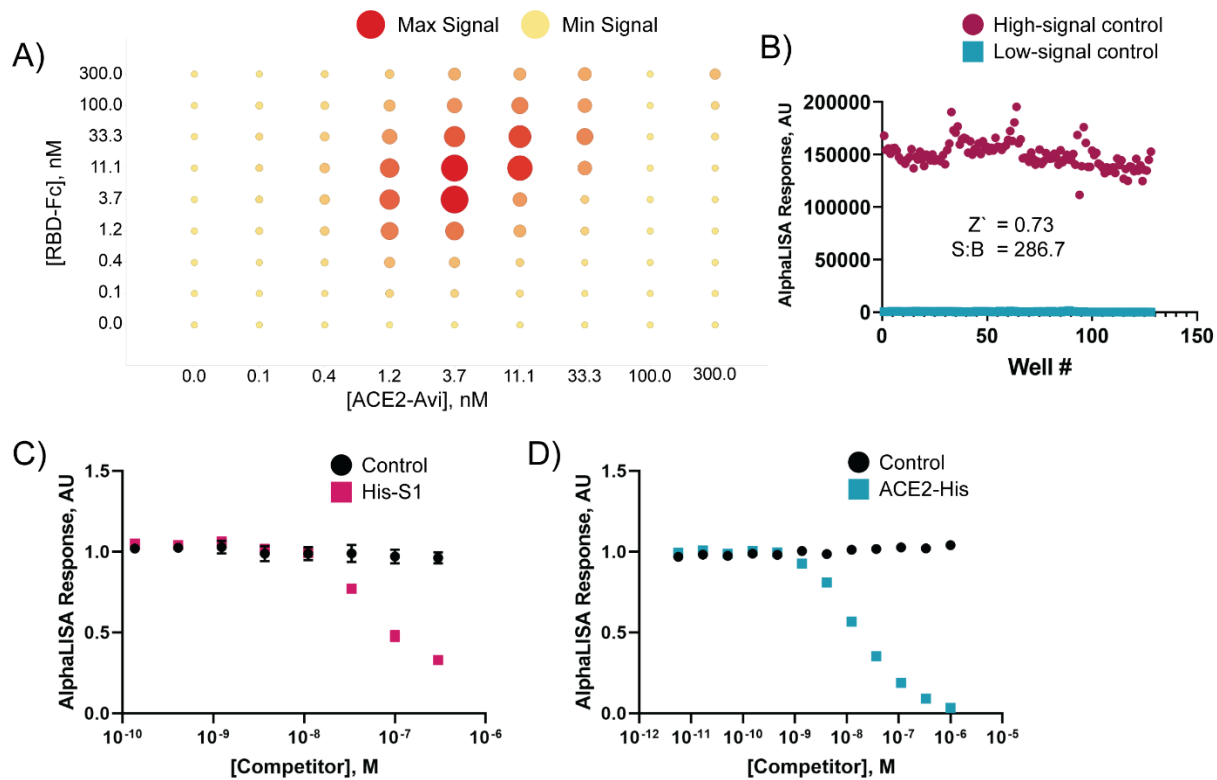 A)
Max Signal
Min Signal
[RBD-Fc], nM
300.0
100.0
33.3
11.1
3.7
1.2
0.4
0.1
0.0
0.0 0.1 0.4 1.2 3.7 11.1 33.3 100.0 300.0
[ACE2-Avi], nM
B)
High-signal control
Low-signal control
AlphaLISA Response, AU
200000
150000
100000
50000
0
Z` = 0.73
S:B = 286.7
0 50 100 150
Well #
C)
Control
His-S1
AlphaLISA Response, AU
1.5
1.0
0.5
0.0
10-10 10-9 10-8 10-7 10-6
[Competitor], M
D)
Control
ACE2-His
AlphaLISA Response, AU
1.5
1.0
0.5
0.0
10-12 10-11 10-10 10-9 10-8 10-7 10-6 10-5
[Competitor], M